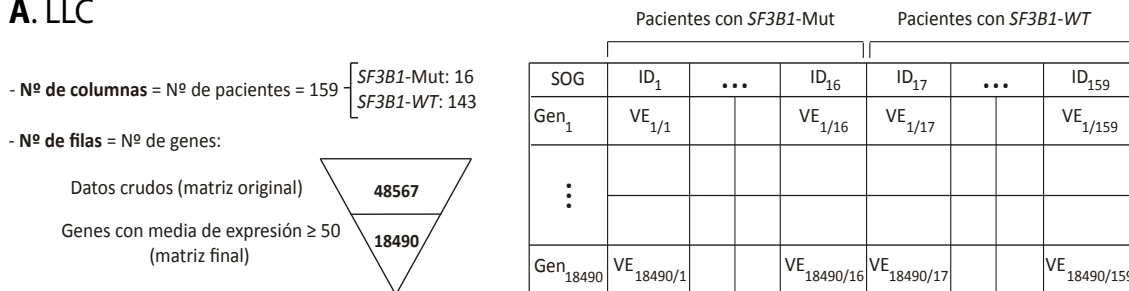 A. LLC
- Nº de columnas = Nº de pacientes = 159
SF3B1-Mut: 16
SF3B1-WT: 143
- Nº de filas = Nº de genes:
Datos crudos (matriz original)
48567
Genes con media de expresión ≥ 50
(matriz final)
18490
Pacientes con SF3B1-Mut
Pacientes con SF3B1-WT
SOG ID1 ... ID16 ID17 ... ID159
Gen1 VE1/1 VE1/16 VE1/17 VE1/159
⋮
Gen18490 VE18490/1 VE18490/16 VE18490/17 VE18490/159